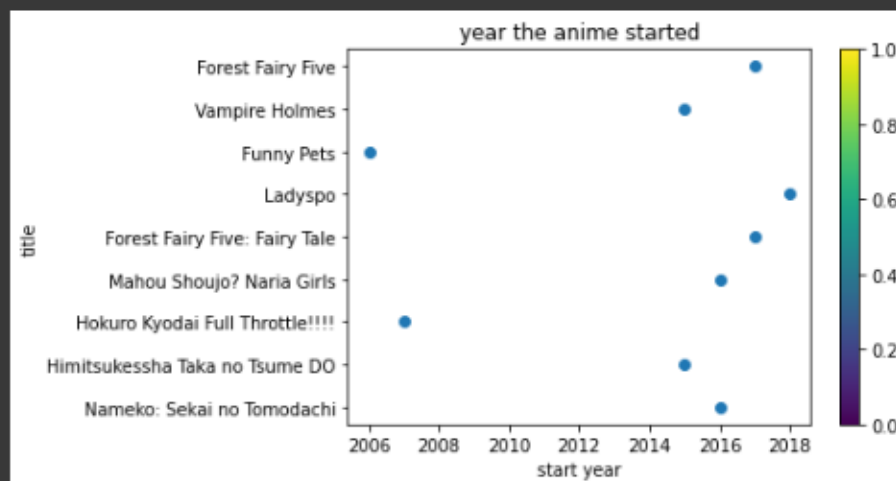 year the anime started
Forest Fairy Five
Vampire Holmes
Funny Pets
Ladyspo
Forest Fairy Five: Fairy Tale
Mahou Shoujo? Naria Girls
Hokuro Kyodai Full Throttle!!!!
Himitsukessha Taka no Tsume DO
Nameko: Sekai no Tomodachi
title
2006 2008 2010 2012 2014 2016 2018
start year
1.0
0.8
0.6
0.4
0.2
0.0